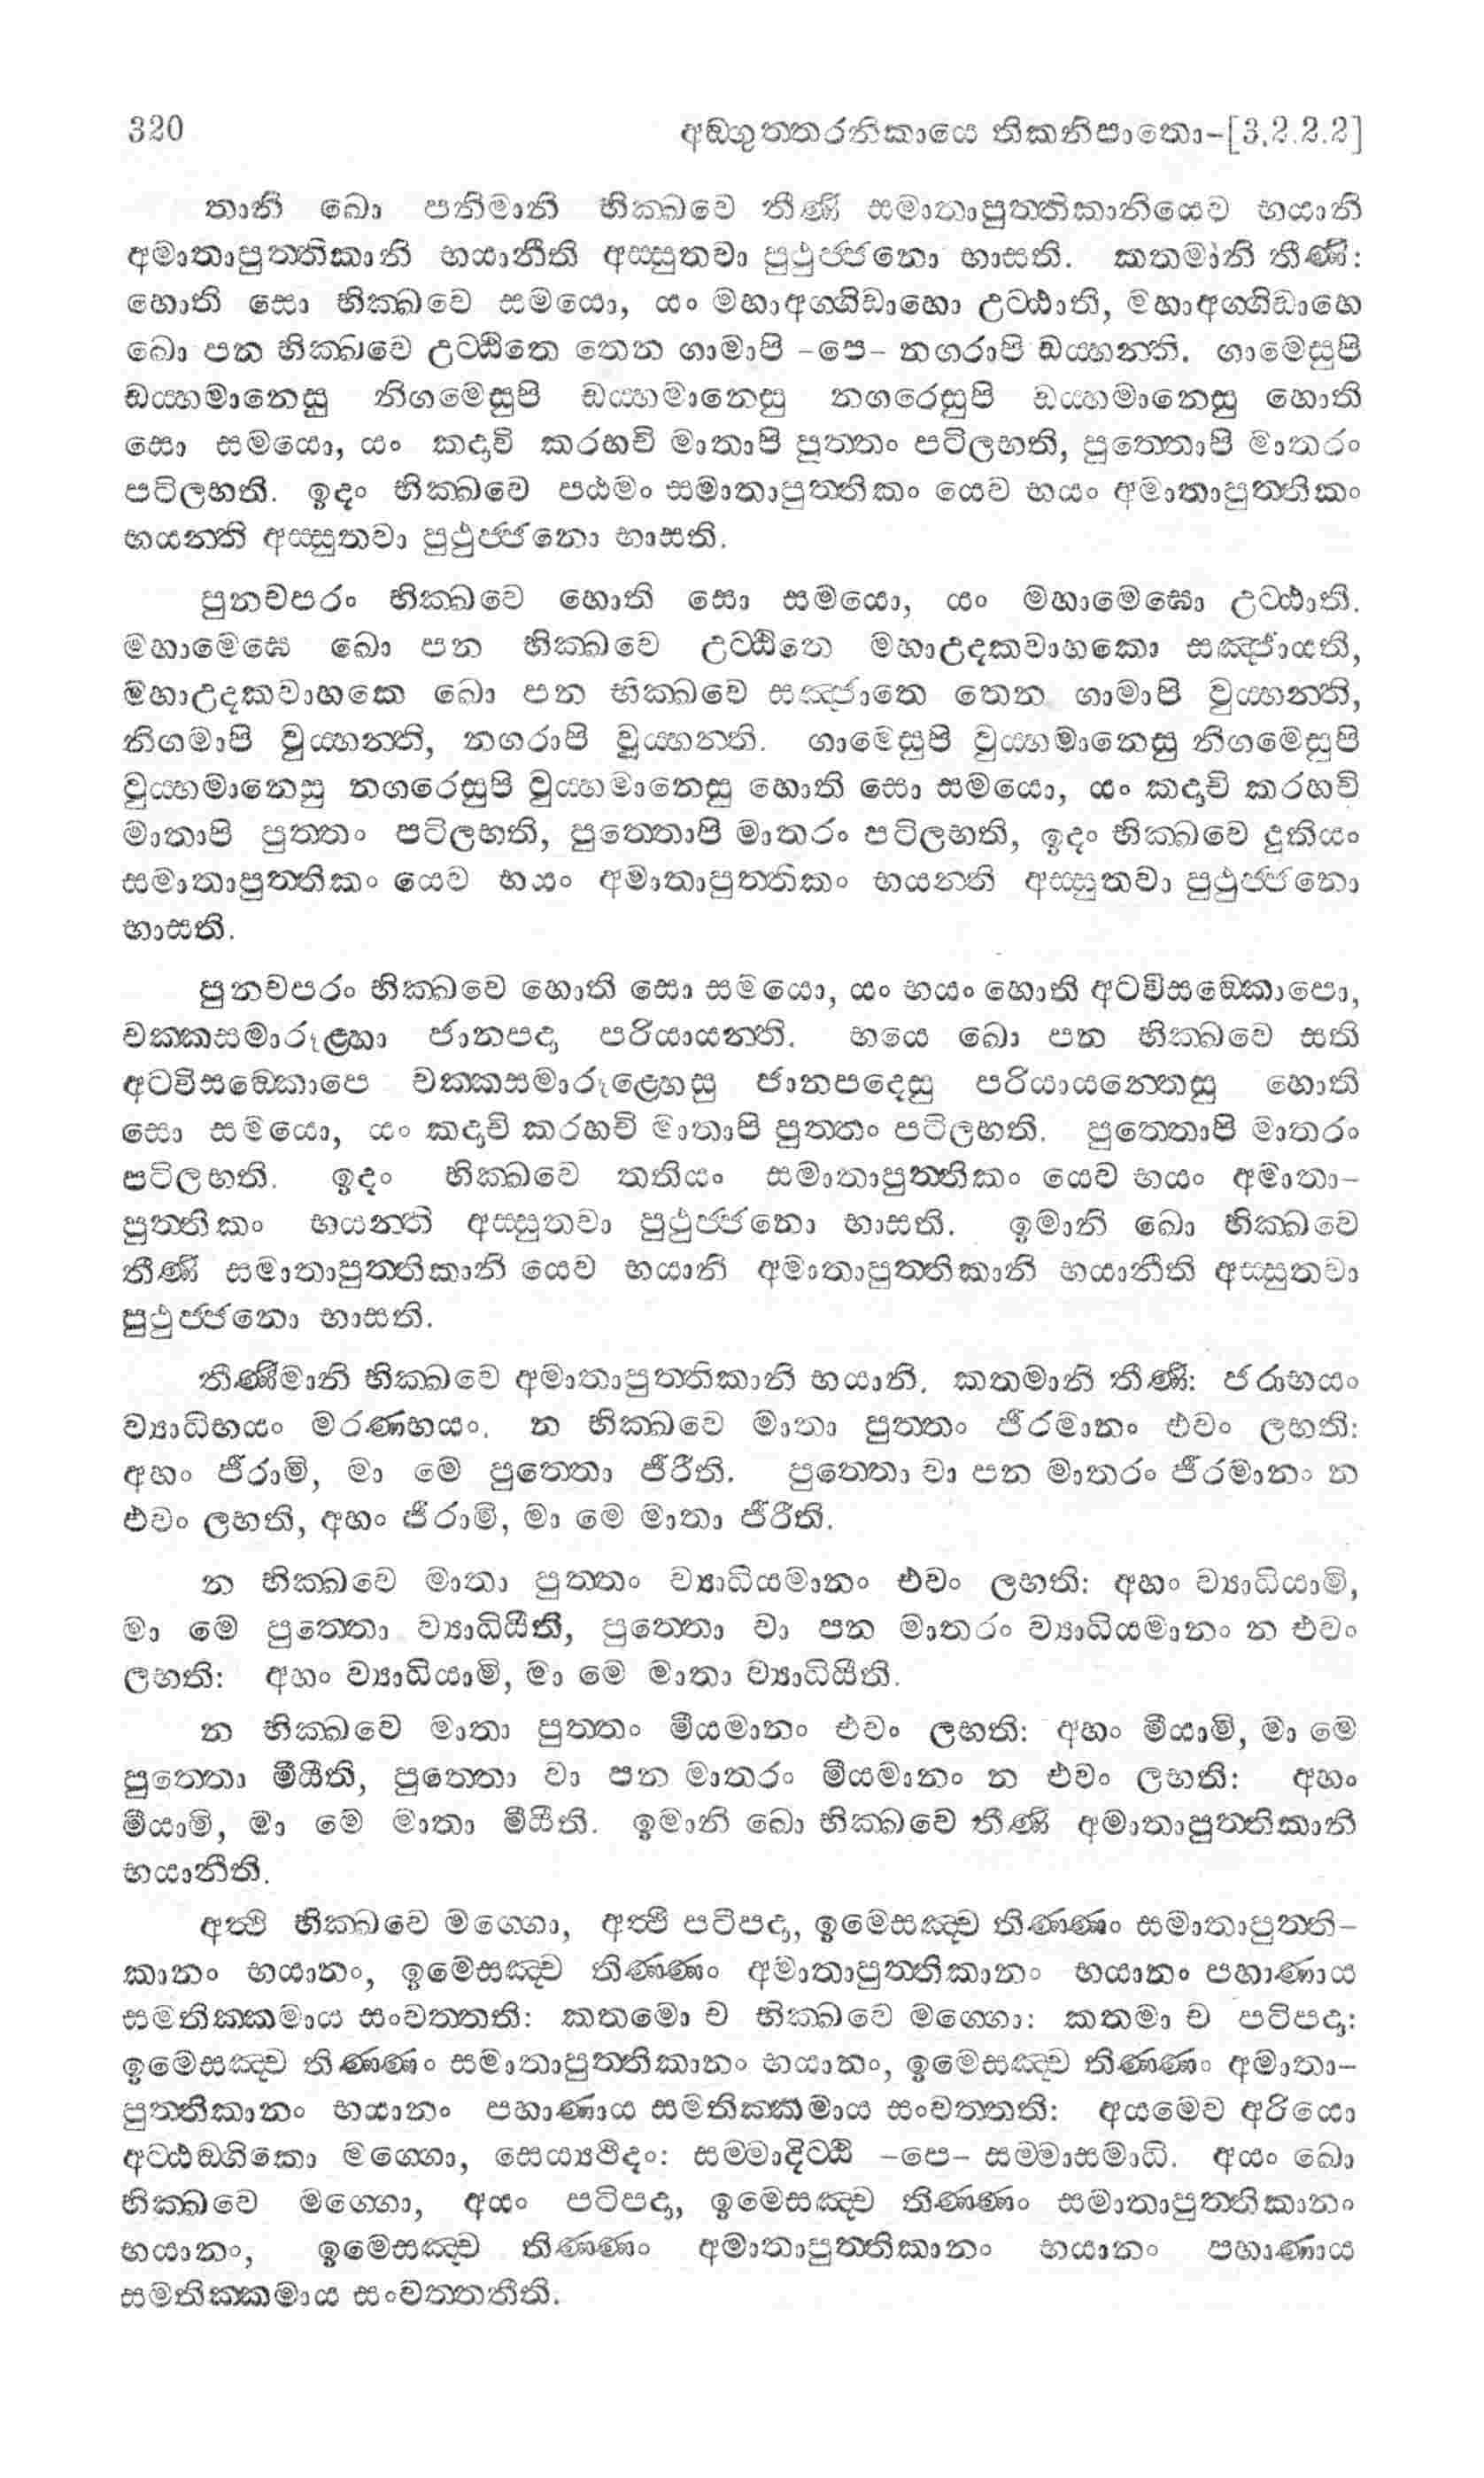 320 අඞ්ගුත්තරනිකායෙ තිකනිපාතො-[3.2.2.2]
තානි ඛො පනිමානි භික්ඛවෙ තීණි සමාතාපුත්තිකානියෙව භයානි
අමාතාපුත්තිකානි භයානීති අස්සුතවා පුථුජ්ජනො භාසති. කතමානි තීණි:
හොති සො භික්ඛවෙ සමයො, යං මහාඅග්ගිඩාහො උට්ඨාති, මහාඅග්ගිඩාහෙ
ඛො පන භික්ඛවෙ උට්ඨිතෙ තෙන ගාමාපි -පෙ- නගරාපි ඩය්හන්ති. ගාමෙසුපි
ඩය්හමානෙසු නිගමෙසුපි ඩය්හමානෙසු නගරෙසුපි ඩය්හමානෙසු හොති
සො සමයො, යං කදාචි කරහචි මාතාපි පුත්තං පටිලභති, පුත්තොපි මාතරං
පටිලභති. ඉදං භික්ඛවෙ පඨමං සමාතාපුත්තිකං යෙව භයං අමාතාපුත්තිකං
භයන්ති අස්සුතවා පුථුජ්ජනො භාසති.
පුනචපරං භික්ඛවෙ හොති සො සමයො, යං මහාමෙඝො උට්ඨාති.
මහාමෙඝෙ ඛො පන භික්ඛවෙ උට්ඨිතෙ මහාඋදකවාහකො සඤ්ජායති,
මහාඋදකවාහකෙ ඛො පන භික්ඛවෙ සඤ්ජාතෙ තෙන ගාමාපි වුය්හන්ති,
නිගමාපි වුය්හන්ති, නගරාපි වුය්හන්ති. ගාමෙසුපි වුය්හමානෙසු නිගමෙසුපි
වුය්හමානෙසු නගරෙසුපි වුය්හමානෙසු හොති සො සමයො, යං කදාචි කරහචි
මාතාපි පුත්තං පටිලභති, පුත්තොපි මාතරං පටිලභති, ඉදං භික්ඛවෙ දුතියං
සමාතාපුත්තිකං යෙව භයං අමාතාපුත්තිකං භයන්ති අස්සුතවා පුථුජ්ජනො
භාසති.
පුනචපරං භික්ඛවෙ හොති සො සමයො, යං භයං හොති අටවිසඞ්කොපො,
චක්කසමාරූළ්හා ජානපදා පරියායන්ති. භයෙ ඛො පන භික්ඛවෙ සති
අටවිසඞ්කොපෙ චක්කසමාරූළ්හෙසු ජානපදෙසු පරියායන්තෙසු හොති
සො සමයො, යං කදාචි කරහචි මාතාපි පුත්තං පටිලභති. පුත්තොපි මාතරං
පටිලභති. ඉදං භික්ඛවෙ තතියං සමාතාපුත්තිකං යෙව භයං අමාතා-
පුත්තිකං භයන්ති අස්සුතවා පුථුජ්ජනො භාසති. ඉමානි ඛො භික්ඛවෙ
තීණි සමාතාපුත්තිකානි යෙව භයානි අමාතාපුත්තිකානි භයානීති අස්සුතවා
පුථුජ්ජනො භාසති.
තීණිමානි භික්ඛවෙ අමාතාපුත්තිකානි භයානි. කතමානි තීණි: ජරාභයං
ව්‍යාධිභයං මරණභයං. න භික්ඛවෙ මාතා පුත්තං ජීරමානං එවං ලභති:
අහං ජීරාමි, මා මෙ පුත්තො ජීරීති. පුත්තො වා පන මාතරං ජීරමානං න
එවං ලභති, අහං ජීරාමි, මා මෙ මාතා ජීරීති.
න භික්ඛවෙ මාතා පුත්තං ව්‍යාධියමානං එවං ලභති: අහං ව්‍යාධියාමි,
මා මෙ පුත්තො ව්‍යාධියීති, පුත්තො වා පන මාතරං ව්‍යාධියමානං න එවං
ලභති: අහං ව්‍යාධියාමි, මා මෙ මාතා ව්‍යාධියීති.
න භික්ඛවෙ මාතා පුත්තං මීයමානං එවං ලභති: අහං මීයාමි, මා මෙ
පුත්තො මීයීති, පුත්තො වා පන මාතරං මීයමානං න එවං ලභති: අහං
මීයාමි, මා මෙ මාතා මීයීති. ඉමානි ඛො භික්ඛවෙ තීණි අමාතාපුත්තිකානි
භයානීති.
අත්ථි භික්ඛවෙ මග්ගො, අත්ථි පටිපදා, ඉමෙසඤ්ච තිණ්ණං සමාතාපුත්ති-
කානං භයානං, ඉමෙසඤ්ච තිණ්ණං අමාතාපුත්තිකානං භයානං පහාණාය
සමතික්කමාය සංවත්තති: කතමො ච භික්ඛවෙ මග්ගො: කතමා ච පටිපදා:
ඉමෙසඤ්ච තිණ්ණං සමාතාපුත්තිකානං භයානං, ඉමෙසඤ්ච තිණ්ණං අමාතා-
පුත්තිකානං භයානං පහාණාය සමතික්කමාය සංවත්තති: අයමෙව අරියො
අට්ඨඞ්ගිකො මග්ගො, සෙය්‍යථිදං: සම්මාදිට්ඨි -පෙ- සම්මාසමාධි. අයං ඛො
භික්ඛවෙ මග්ගො, අයං පටිපදා, ඉමෙසඤ්ච තිණ්ණං සමාතාපුත්තිකානං
භයානං, ඉමෙසඤ්ච තිණ්ණං අමාතාපුත්තිකානං භයානං පහාණාය
සමතික්කමාය සංවත්තතීති.